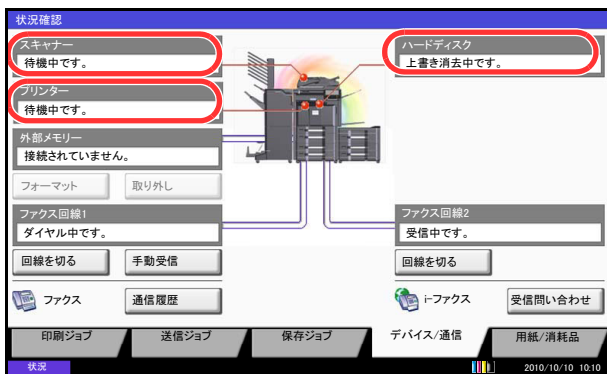 状況確認
スキャナー
待機中です。
プリンター
待機中です。
外部メモリー
接続されていません。
フォーマット
取り外し
ファクス回線1
ダイヤル中です。
回線を切る
手動受信
ファクス
通信履歴
ハードディスク
上書き消去中です。
ファクス回線2
受信中です。
回線を切る
i-ファクス
受信問い合わせ
印刷ジョブ
送信ジョブ
保存ジョブ
デバイス/通信
用紙/消耗品
状況
2010/10/10 10:10